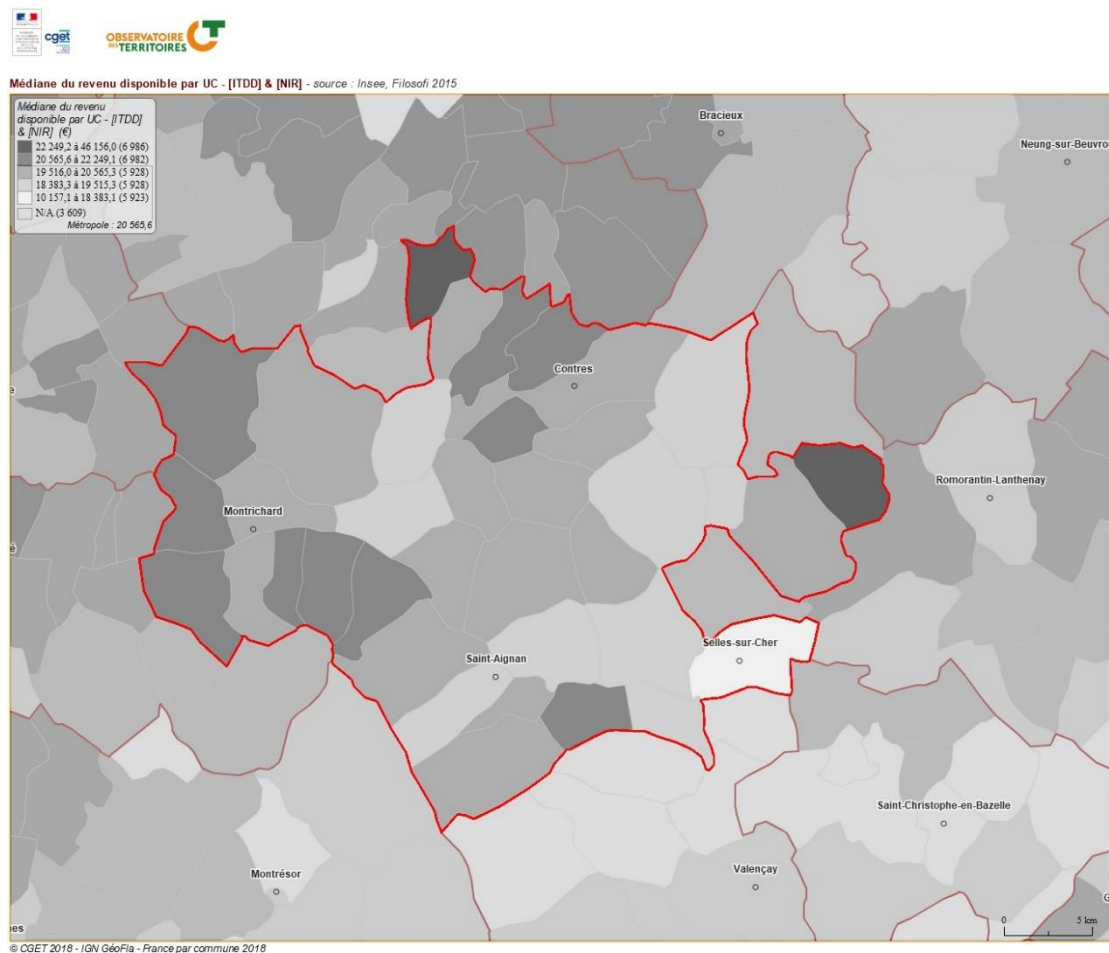 cget
OBSERVATOIRE
DES TERRITOIRES
Médiane du revenu disponible par UC - [ITDD] & [NIR] - source : Insee, Filosofi 2015
Médiane du revenu
disponible par UC - [ITDD]
& [NIR] (€)
22 249,2 à 46 156,0 (6 986)
20 565,6 à 22 249,1 (6 982)
19 516,0 à 20 565,3 (5 928)
18 383,3 à 19 515,3 (5 928)
10 157,1 à 18 383,1 (5 923)
N/A (3 609)
Métropole : 20 565,6
Bracieux
Neung-sur-Beuvron
Contres
Montrichard
Romorantin-Lanthenay
Selles-sur-Cher
Saint-Aignan
Saint-Christophe-en-Bazelle
Montrésor
Valençay
0 5 km
© CGET 2018 - IGN GéoFla - France par commune 2018